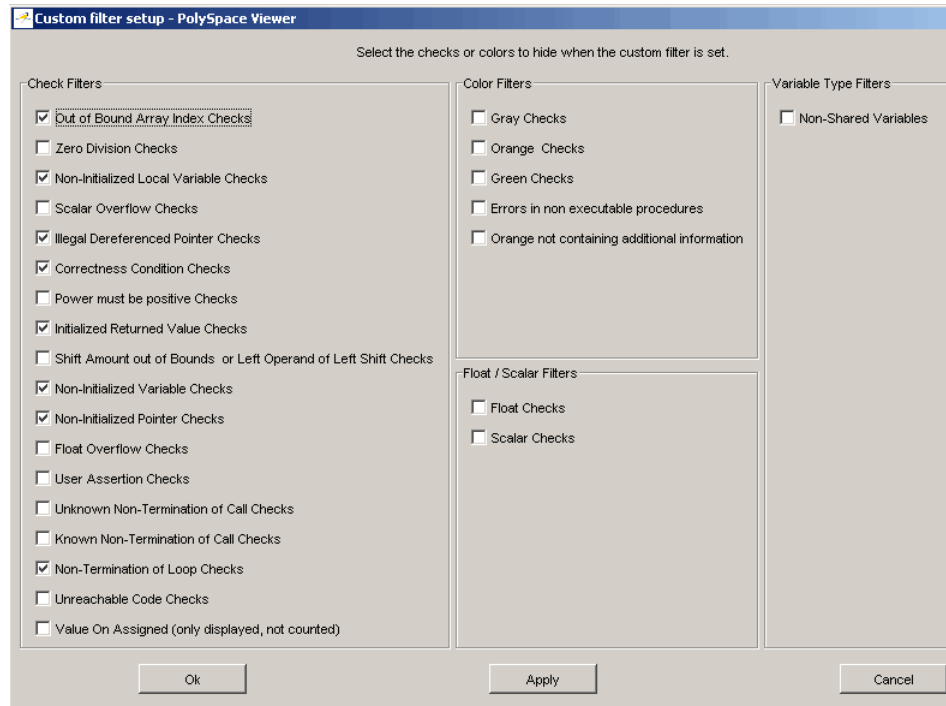 Custom filter setup - PolySpace Viewer
Select the checks or colors to hide when the custom filter is set.
Check Filters
Out of Bound Array Index Checks
Zero Division Checks
Non-Initialized Local Variable Checks
Scalar Overflow Checks
Illegal Dereferenced Pointer Checks
Correctness Condition Checks
Power must be positive Checks
Initialized Returned Value Checks
Shift Amount out of Bounds or Left Operand of Left Shift Checks
Non-Initialized Variable Checks
Non-Initialized Pointer Checks
Float Overflow Checks
User Assertion Checks
Unknown Non-Termination of Call Checks
Known Non-Termination of Call Checks
Non-Termination of Loop Checks
Unreachable Code Checks
Value On Assigned (only displayed, not counted)
Color Filters
Gray Checks
Orange Checks
Green Checks
Errors in non executable procedures
Orange not containing additional information
Float / Scalar Filters
Float Checks
Scalar Checks
Variable Type Filters
Non-Shared Variables
Ok
Apply
Cancel